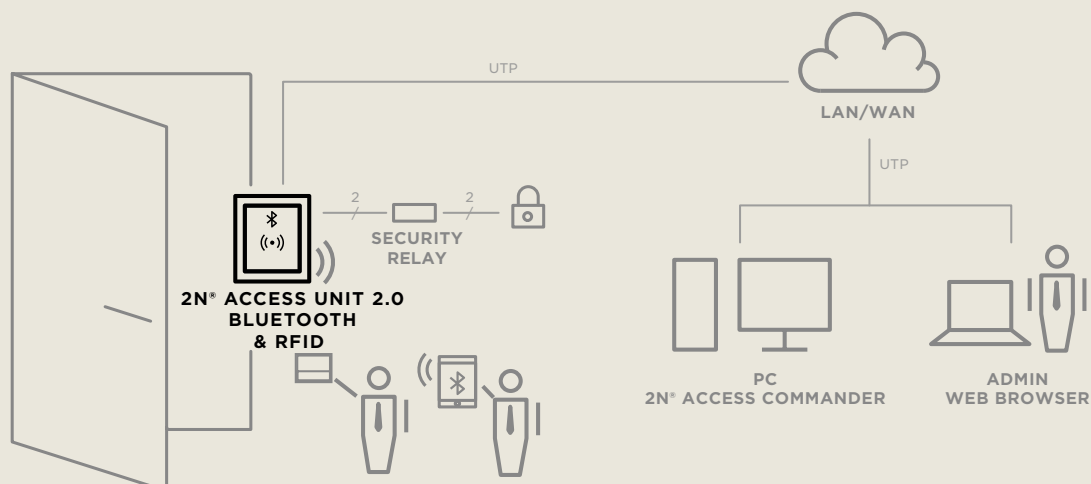 UTP
LAN/WAN
UTP
2
2
SECURITY
RELAY
2N® ACCESS UNIT 2.0
BLUETOOTH
& RFID
PC
2N® ACCESS COMMANDER
ADMIN
WEB BROWSER